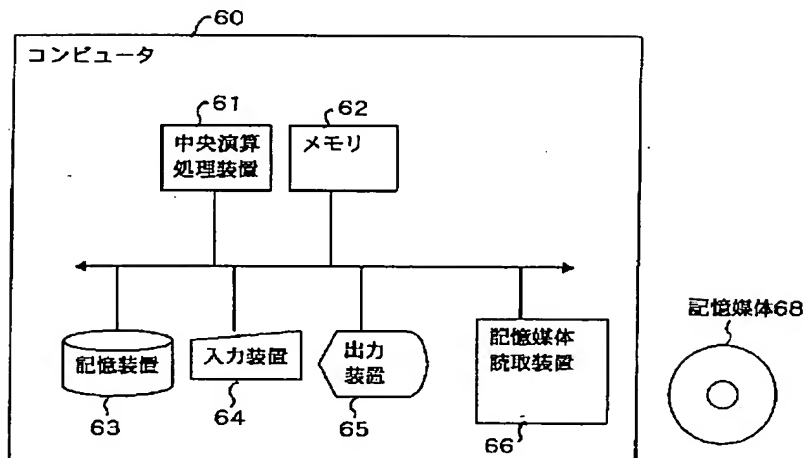 60
コンピュータ
61
62
中央演算
処理装置
メモリ
記憶装置
入力装置
出力
装置
記憶媒体
読取装置
63
64
65
66
記憶媒体68